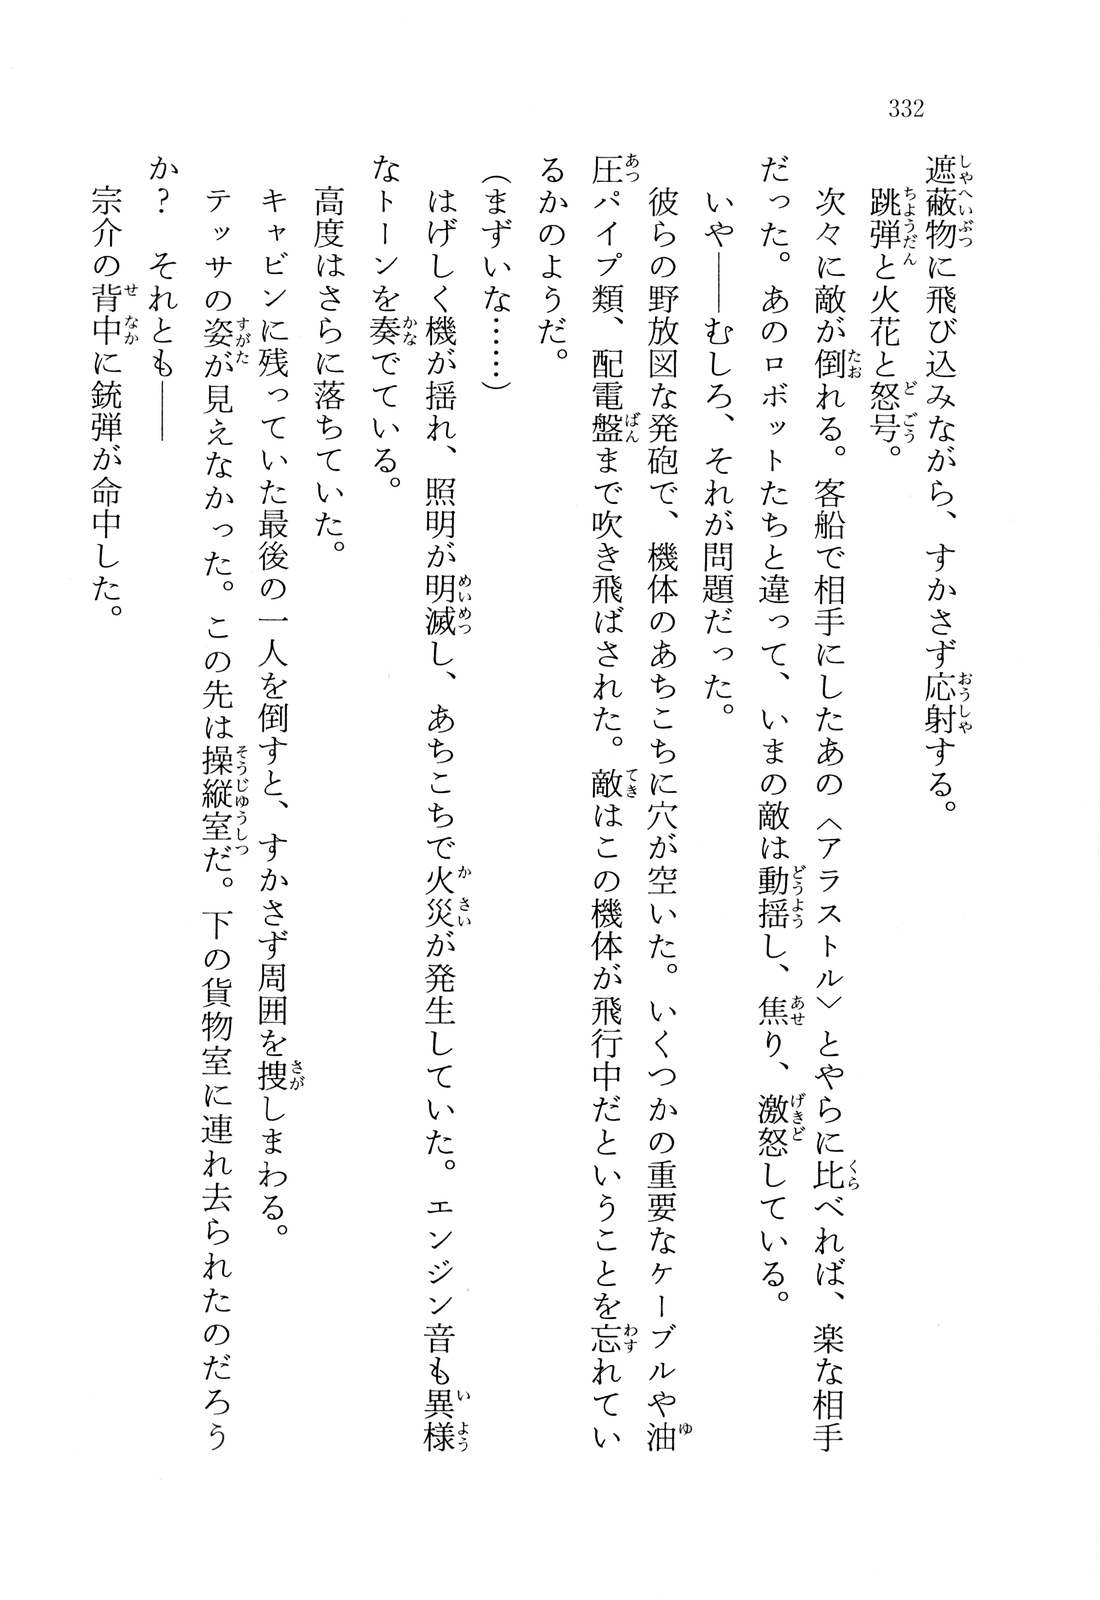 332
遮蔽物に飛び込みながら、すかさず応射する。
跳弾と火花と怒号。
次々に敵が倒れる。客船で相手にしたあの〈アラストル〉とやらに比べれば、楽な相手
だった。あのロボットたちと違って、いまの敵は動揺し、焦り、激怒している。
いや――むしろ、それが問題だった。
彼らの野放図な発砲で、機体のあちこちに穴が空いた。いくつかの重要なケーブルや油
圧パイプ類、配電盤まで吹き飛ばされた。敵はこの機体が飛行中だということを忘れてい
るかのようだ。
(まずいな……)
はげしく機が揺れ、照明が明滅し、あちこちで火災が発生していた。エンジン音も異様
なトーンを奏でている。
高度はさらに落ちていた。
キャビンに残っていた最後の一人を倒すと、すかさず周囲を捜しまわる。
テッサの姿が見えなかった。この先は操縦室だ。下の貨物室に連れ去られたのだろう
か?　それとも――
宗介の背中に銃弾が命中した。